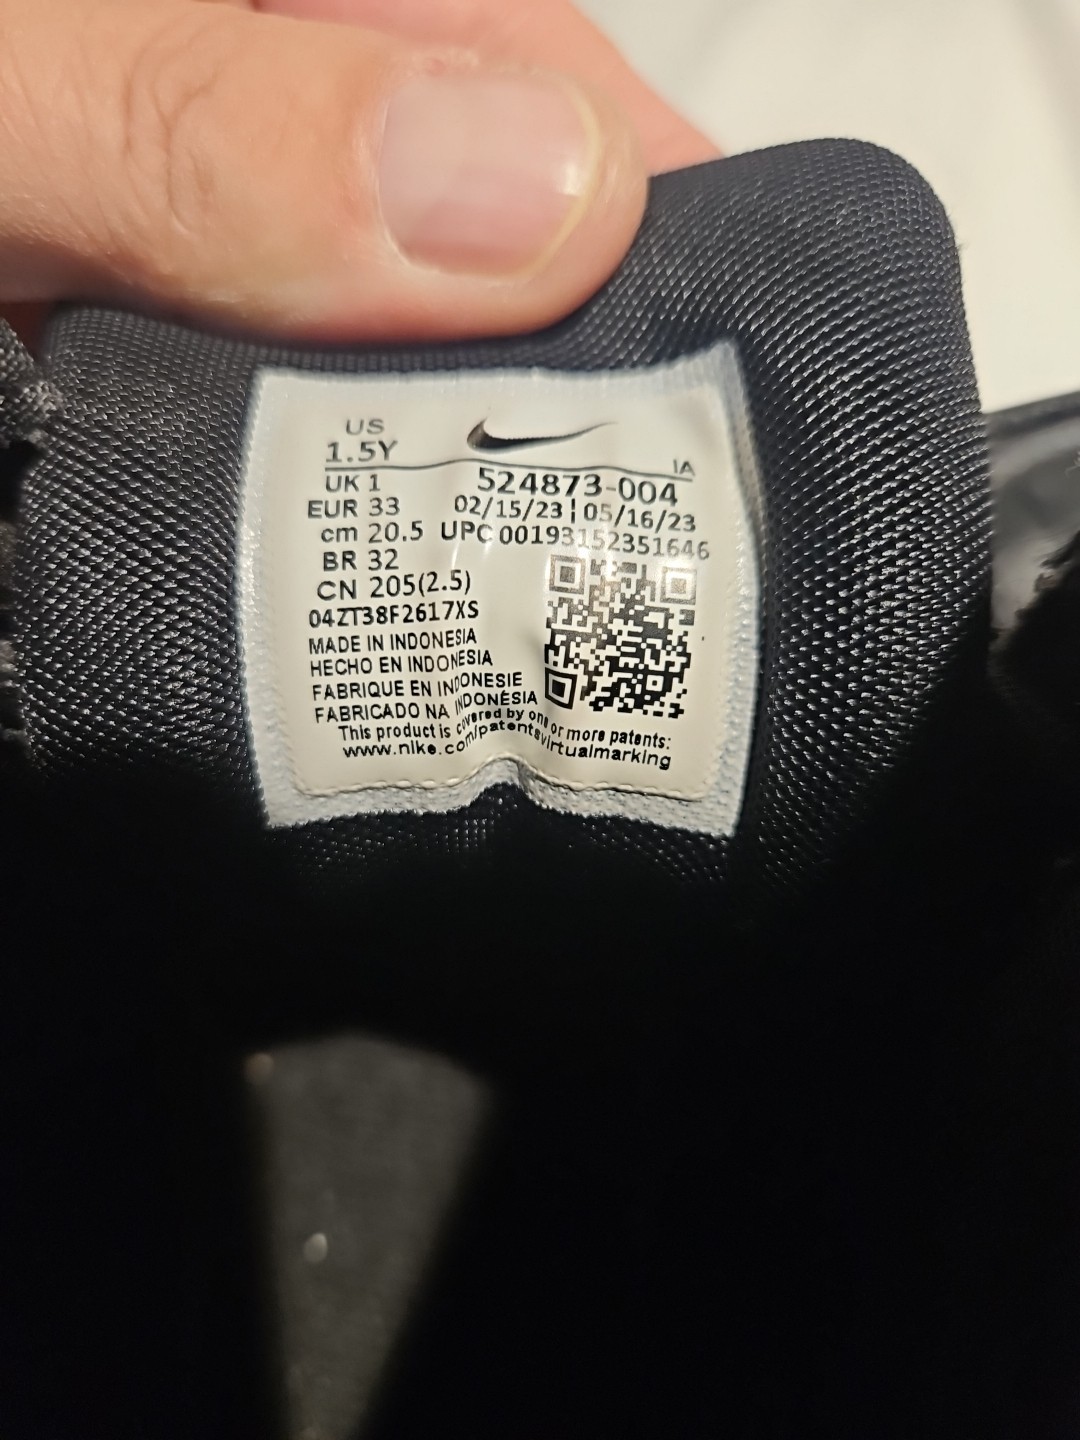 US
1.5Y
IA
UK 1
524873-004
EUR 33
02/15/23 | 05/16/23
cm 20.5
UPC 00193152351646
BR 32
CN 205(2.5)
04ZT38F2617XS
MADE IN INDONESIA
HECHO EN INDONESIA
FABRIQUE EN INDONESIE
FABRICADO NA INDONÉSIA
This product is covered by one or more patents:
www.nike.com/patentsvirtualmarking